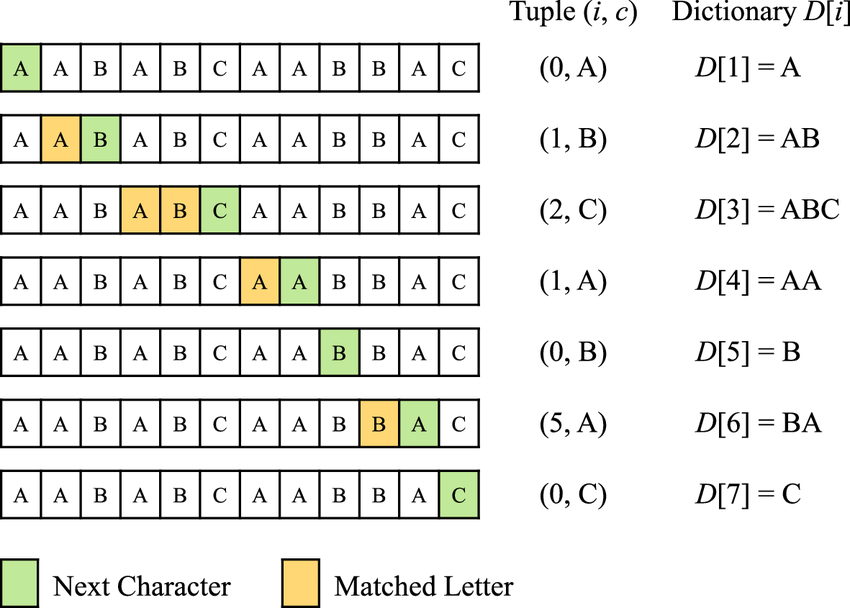 Tuple (i, c) Dictionary D[i]
A A B A B C A A B B A C (0, A) D[1] = A
A A B A B C A A B B A C (1, B) D[2] = AB
A A B A B C A A B B A C (2, C) D[3] = ABC
A A B A B C A A B B A C (1, A) D[4] = AA
A A B A B C A A B B A C (0, B) D[5] = B
A A B A B C A A B B A C (5, A) D[6] = BA
A A B A B C A A B B A C (0, C) D[7] = C
Next Character Matched Letter